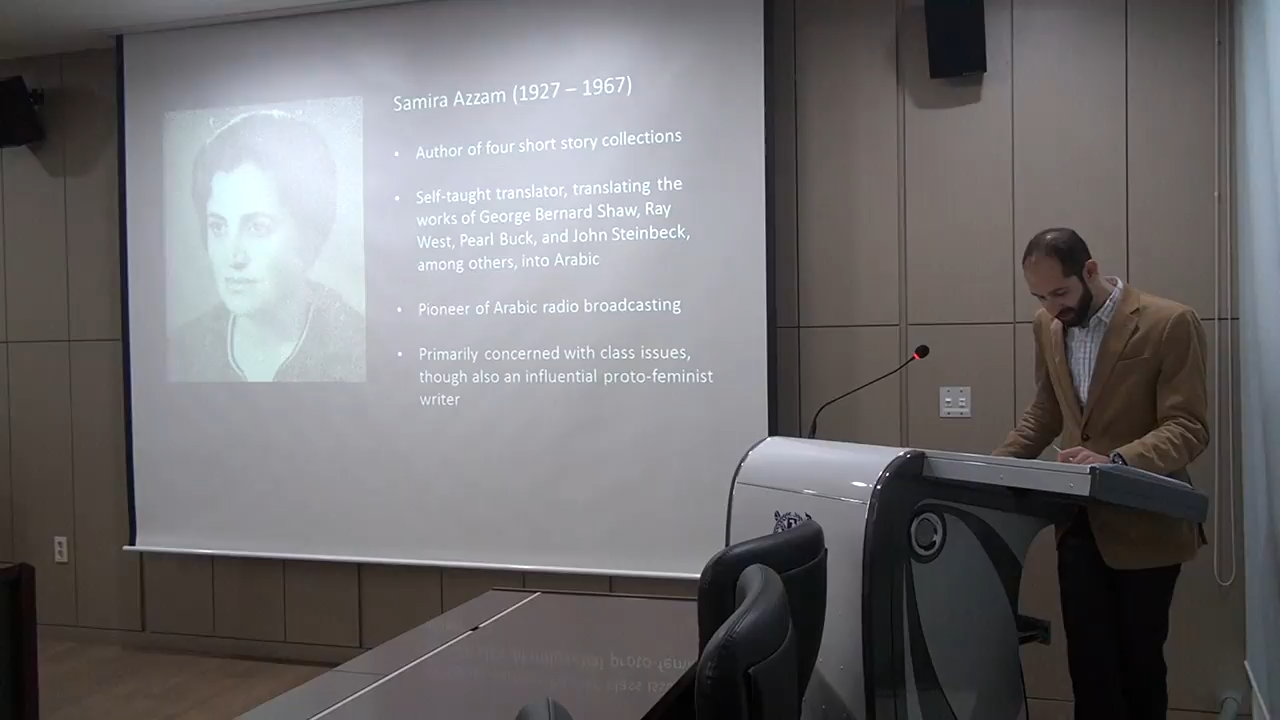 Samira Azzam (1927 – 1967)
• Author of four short story collections
• Self-taught translator, translating the
works of George Bernard Shaw, Ray
West, Pearl Buck, and John Steinbeck,
among others, into Arabic
• Pioneer of Arabic radio broadcasting
• Primarily concerned with class issues,
though also an influential proto-feminist
writer